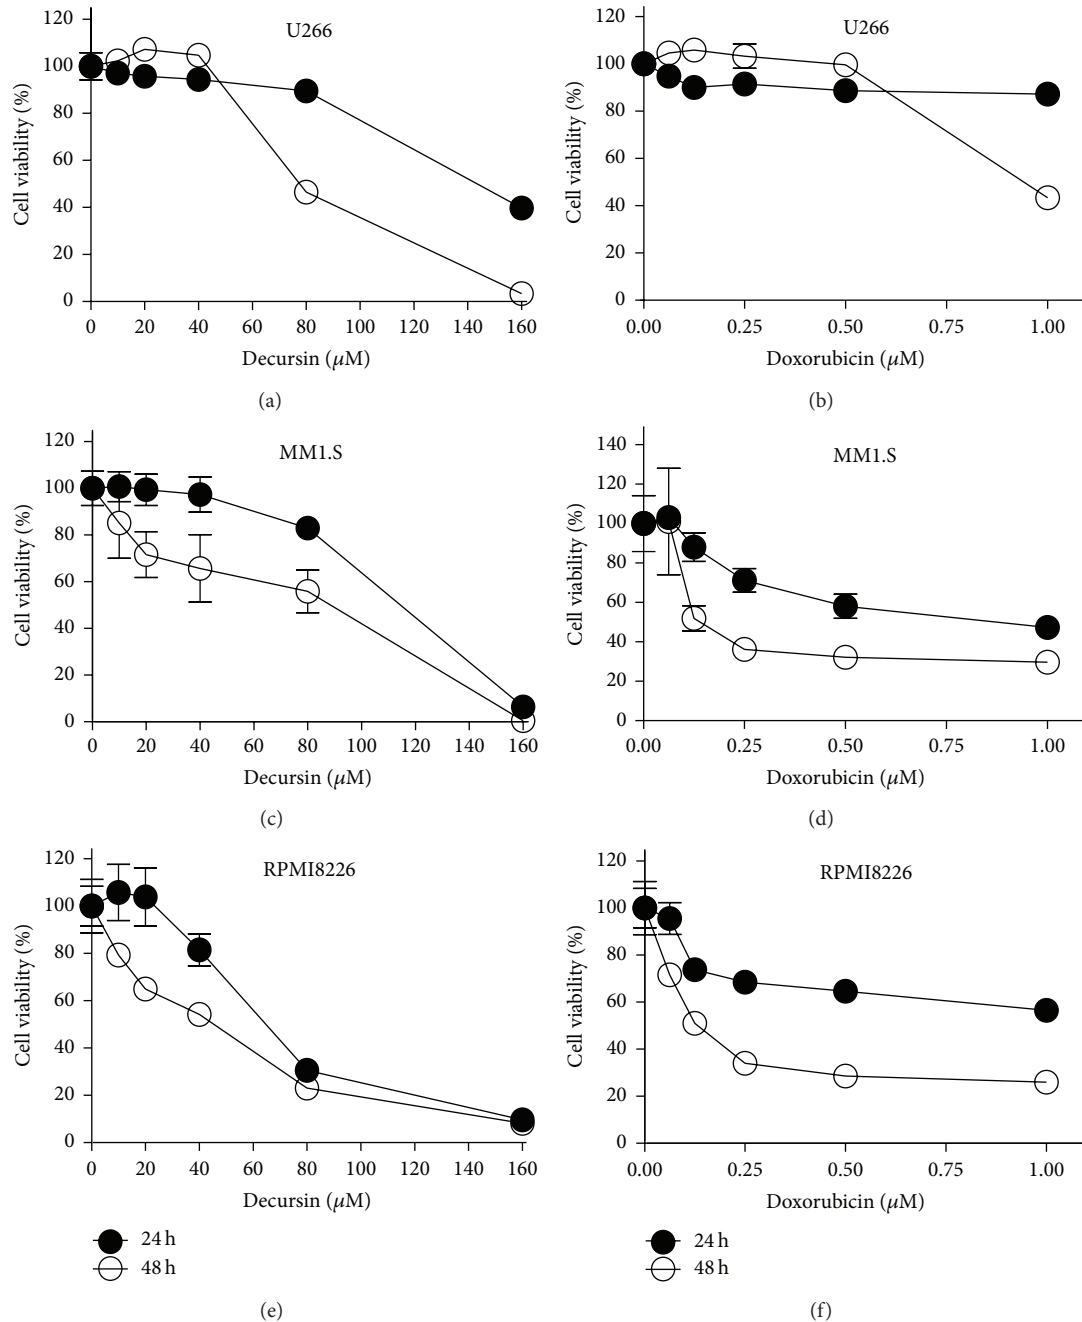 U266
120
100
80
60
40
20
0
Cell viability (%)
0 20 40 60 80 100 120 140 160
Decursin (μM)
(a)
U266
120
100
80
60
40
20
0
Cell viability (%)
0.00 0.25 0.50 0.75 1.00
Doxorubicin (μM)
(b)
MM1.S
120
100
80
60
40
20
0
Cell viability (%)
0 20 40 60 80 100 120 140 160
Decursin (μM)
(c)
MM1.S
140
120
100
80
60
40
20
0
Cell viability (%)
0.00 0.25 0.50 0.75 1.00
Doxorubicin (μM)
(d)
RPMI8226
120
100
80
60
40
20
0
Cell viability (%)
0 20 40 60 80 100 120 140 160
Decursin (μM)
24 h
48 h
(e)
RPMI8226
120
100
80
60
40
20
0
Cell viability (%)
0.00 0.25 0.50 0.75 1.00
Doxorubicin (μM)
24 h
48 h
(f)